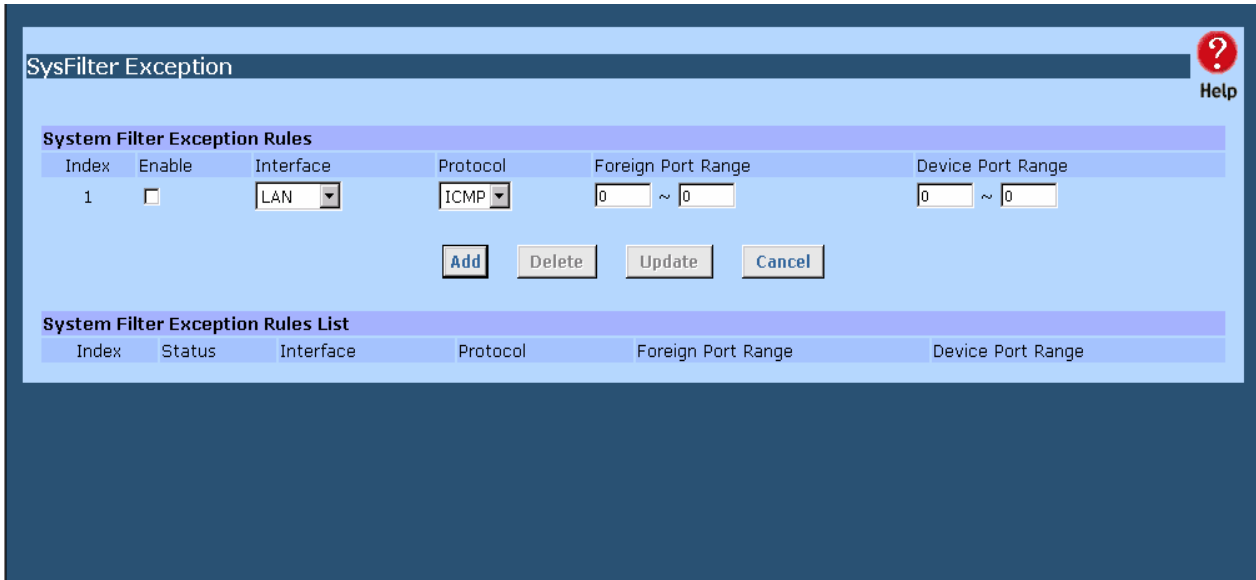 SysFilter Exception
?
Help
System Filter Exception Rules
Index Enable Interface Protocol Foreign Port Range Device Port Range
1 LAN ICMP 0 ~ 0 0 ~ 0
Add Delete Update Cancel
System Filter Exception Rules List
Index Status Interface Protocol Foreign Port Range Device Port Range